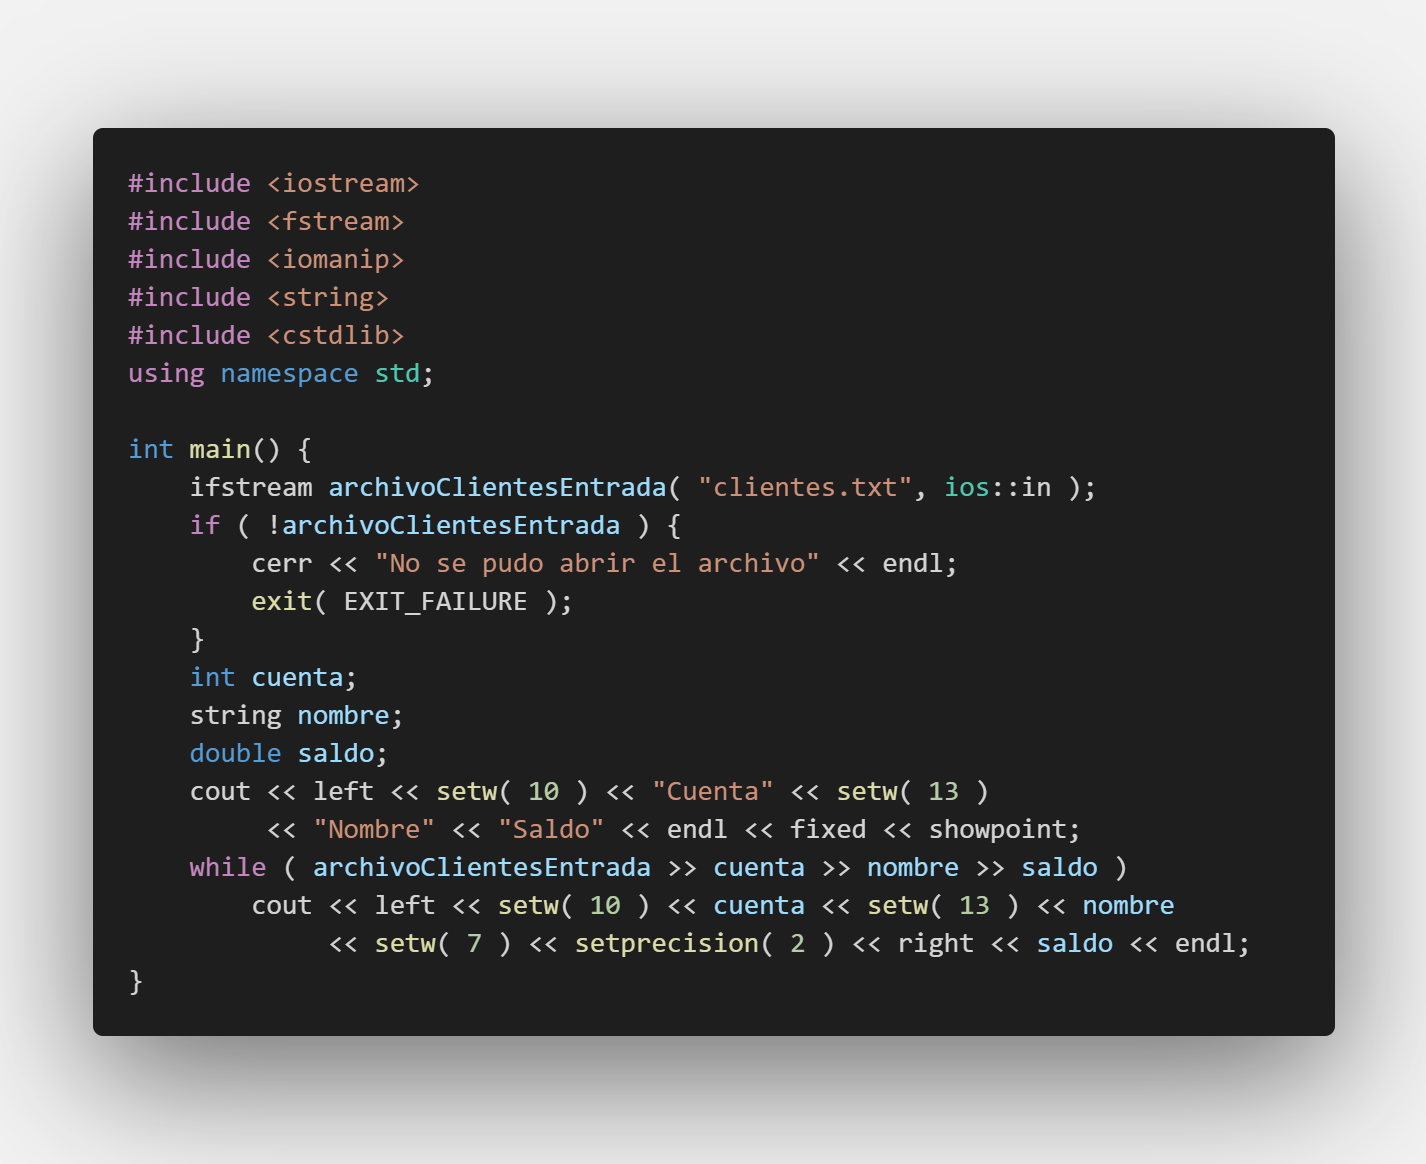 #include <iostream>
#include <fstream>
#include <iomanip>
#include <string>
#include <cstdlib>
using namespace std;

int main() {
    ifstream archivoClientesEntrada( "clientes.txt", ios::in );
    if ( !archivoClientesEntrada ) {
        cerr << "No se pudo abrir el archivo" << endl;
        exit( EXIT_FAILURE );
    }
    int cuenta;
    string nombre;
    double saldo;
    cout << left << setw( 10 ) << "Cuenta" << setw( 13 )
         << "Nombre" << "Saldo" << endl << fixed << showpoint;
    while ( archivoClientesEntrada >> cuenta >> nombre >> saldo )
        cout << left << setw( 10 ) << cuenta << setw( 13 ) << nombre
             << setw( 7 ) << setprecision( 2 ) << right << saldo << endl;
}